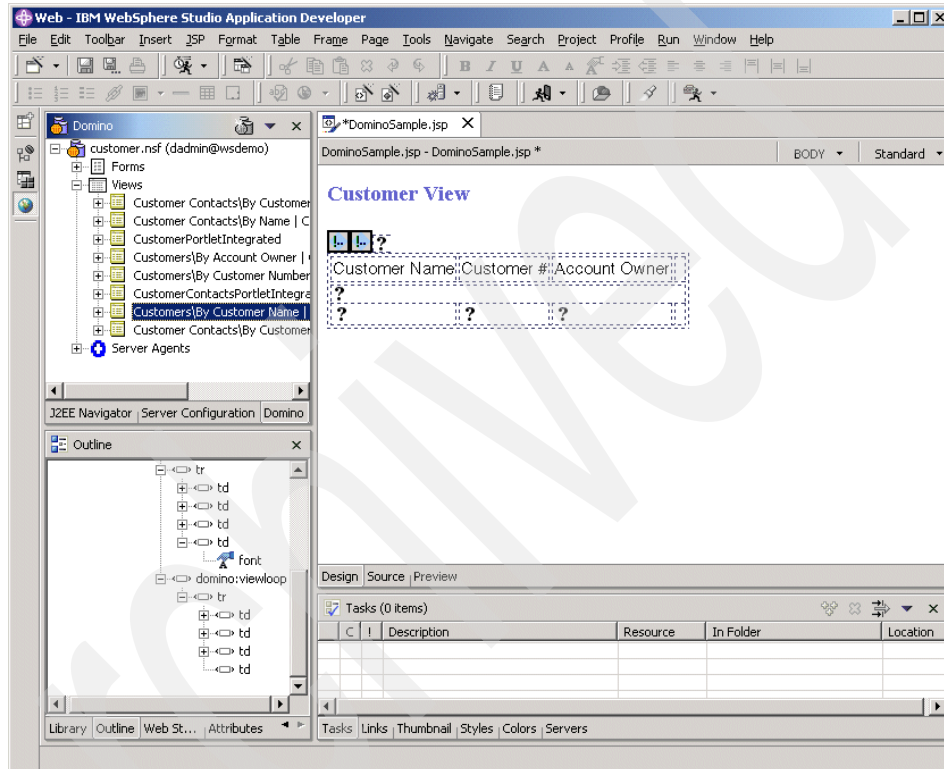 Web - IBM WebSphere Studio Application Developer
File Edit Toolbar Insert JSP Format Table Frame Page Tools Navigate Search Project Profile Run Window Help
B I U A A
Domino
customer.nsf (dadmin@wsdemo)
Forms
Views
Customer Contacts\By Customer
Customer Contacts\By Name | C
CustomerPortletIntegrated
Customers\By Account Owner |
Customers\By Customer Number
CustomerContactsPortletIntegra
Customers\By Customer Name |
Customer Contacts\By Customer
Server Agents
J2EE Navigator Server Configuration Domino
*DominoSample.jsp
DominoSample.jsp - DominoSample.jsp * BODY Standard
Customer View
!.. !.. ?
Customer Name Customer # Account Owner
?
? ? ?
Design Source Preview
Outline
tr
td
td
td
td
font
domino:viewloop
tr
td
td
td
td
Library Outline Web St... Attributes
Tasks (0 items)
C ! Description Resource In Folder Location
Tasks Links Thumbnail Styles Colors Servers